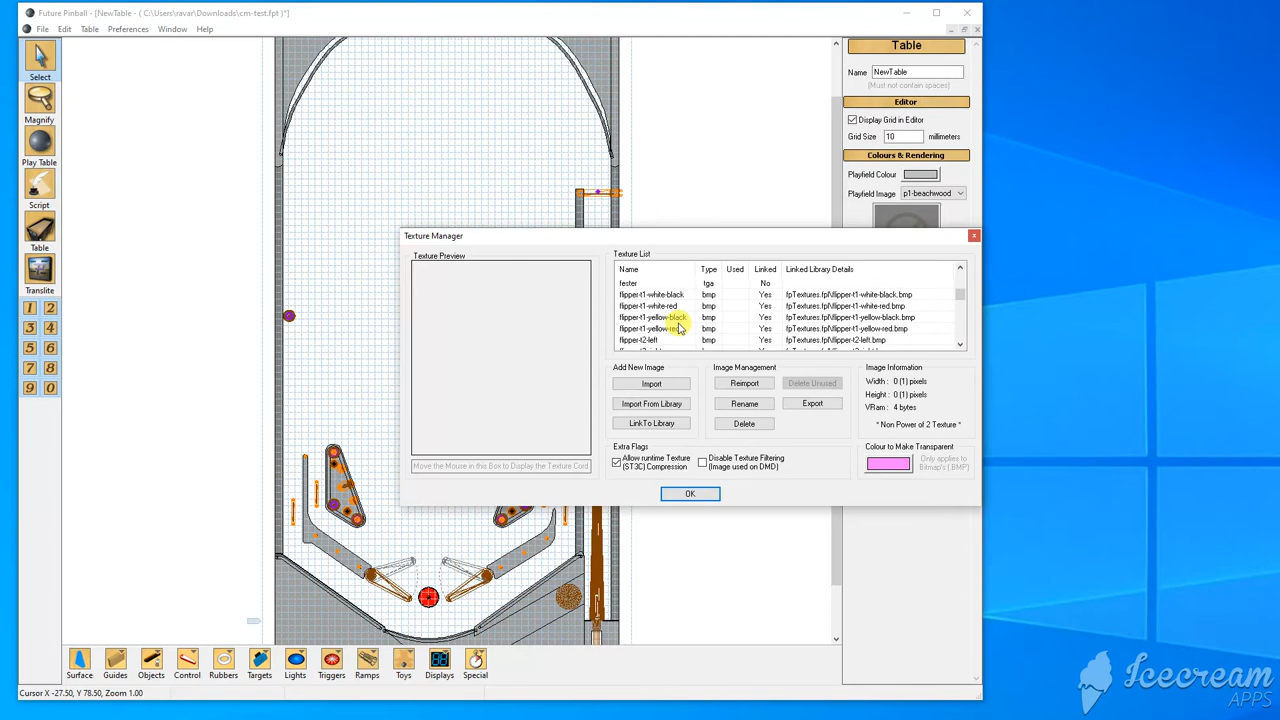 Future Pinball - [NewTable - ( C:\Users\ravar\Downloads\cm-test.fpt )*]
File Edit Table Preferences Window Help
Select
Magnify
Play Table
Script
Table
Translite
1 2
3 4
5 6
7 8
9 0
Table
Name NewTable
(Must not contain spaces)
Editor
Display Grid in Editor
Grid Size 10 millimeters
Colours & Rendering
Playfield Colour
Playfield Image p1-beachwood
Texture Manager
Texture Preview
Move the Mouse in this Box to Display the Texture Cord
Texture List
Name Type Used Linked Linked Library Details
fester tga No
flipper-t1-white-black bmp Yes fpTextures.fpl\flipper-t1-white-black.bmp
flipper-t1-white-red bmp Yes fpTextures.fpl\flipper-t1-white-red.bmp
flipper-t1-yellow-black bmp Yes fpTextures.fpl\flipper-t1-yellow-black.bmp
flipper-t1-yellow-red bmp Yes fpTextures.fpl\flipper-t1-yellow-red.bmp
flipper-t2-left bmp Yes fpTextures.fpl\flipper-t2-left.bmp
Add New Image
Import
Import From Library
LinkTo Library
Image Management
Reimport Delete Unused
Rename Export
Delete
Image Information
Width : 0 (1) pixels
Height : 0 (1) pixels
VRam : 4 bytes
* Non Power of 2 Texture *
Extra Flags
Allow runtime Texture (ST3C) Compression
Disable Texture Filtering (Image used on DMD)
Colour to Make Transparent
Only applies to Bitmap's (.BMP)
OK
Surface Guides Objects Control Rubbers Targets Lights Triggers Ramps Toys Displays Special
Cursor X -27.50, Y 78.50, Zoom 1.00
Icecream
APPS